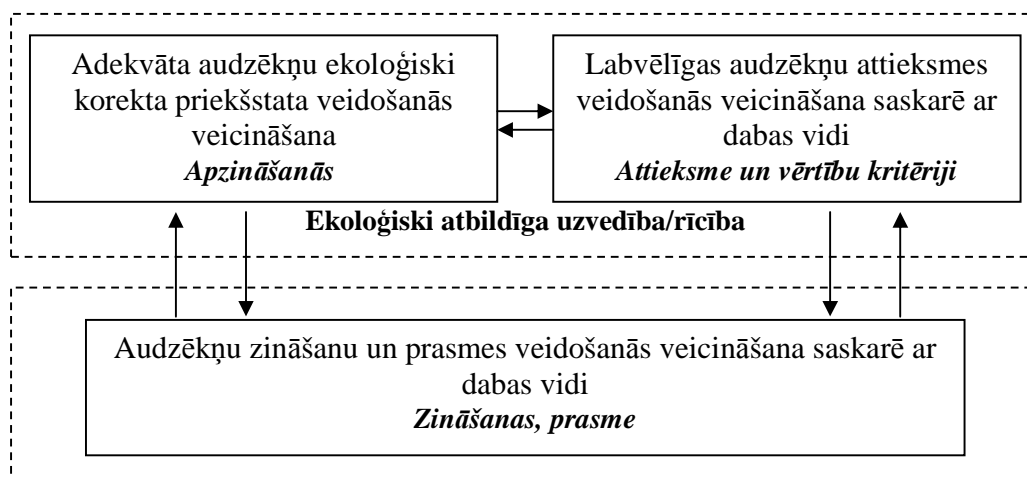 Adekvāta audzēkņu ekoloģiski
korekta priekšstata veidošanās
veicināšana
Apzināšanās
Labvēlīgas audzēkņu attieksmes
veidošanās veicināšana saskarē ar
dabas vidi
Attieksme un vērtību kritēriji
Ekoloģiski atbildīga uzvedība/rīcība
Audzēkņu zināšanu un prasmes veidošanās veicināšana saskarē ar
dabas vidi
Zināšanas, prasme